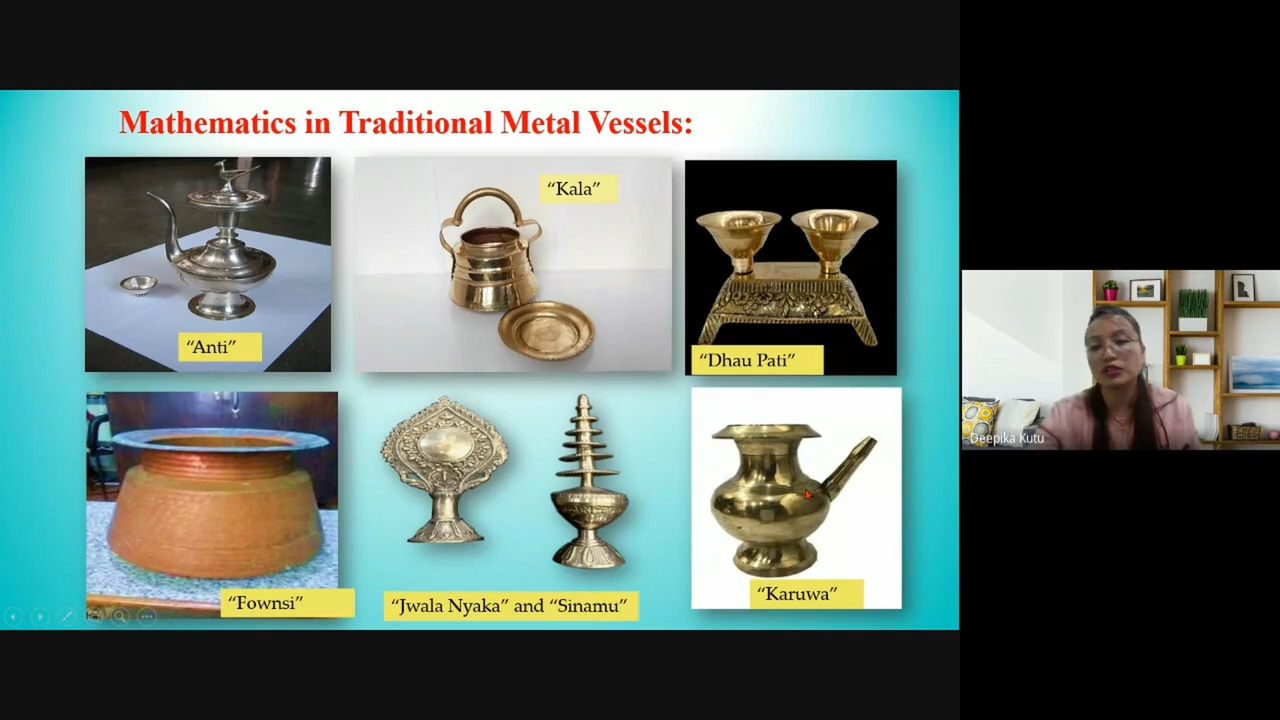 Mathematics in Traditional Metal Vessels:
“Anti”
“Kala”
“Dhau Pati”
“Fownsi”
“Jwala Nyaka” and “Sinamu”
“Karuwa”
Deepika Kutu